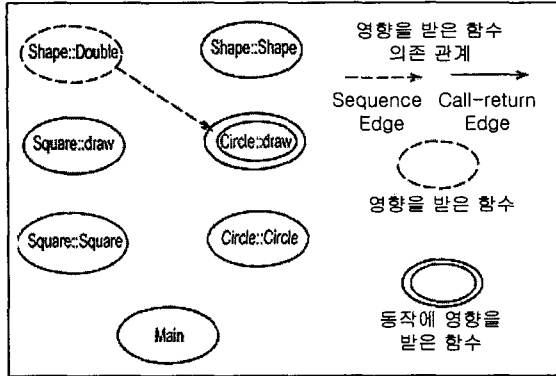 Shape::Double
Shape::Shape
Square::draw
Circle::draw
Square::Square
Circle::Circle
Main
영향을 받은 함수
의존 관계
Sequence Edge
Call-return Edge
영향을 받은 함수
동작에 영향을
받은 함수